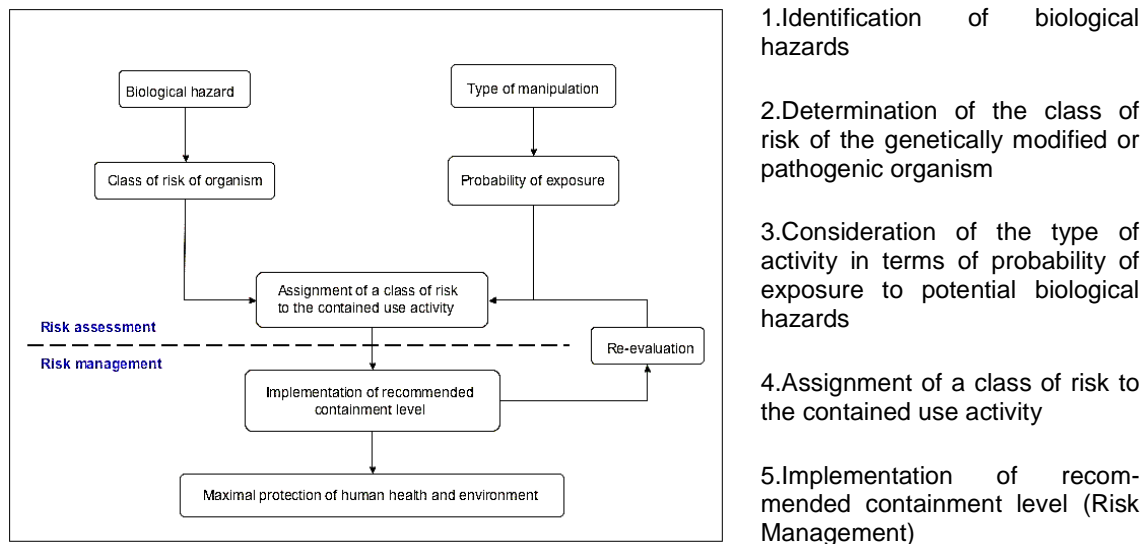 Biological hazard
Type of manipulation
Class of risk of organism
Probability of exposure
Assignment of a class of risk
to the contained use activity
Risk assessment
Risk management
Re-evaluation
Implementation of recommended
containment level
Maximal protection of human health and environment
1.Identification of biological
hazards
2.Determination of the class of
risk of the genetically modified or
pathogenic organism
3.Consideration of the type of
activity in terms of probability of
exposure to potential biological
hazards
4.Assignment of a class of risk to
the contained use activity
5.Implementation of recom-
mended containment level (Risk
Management)